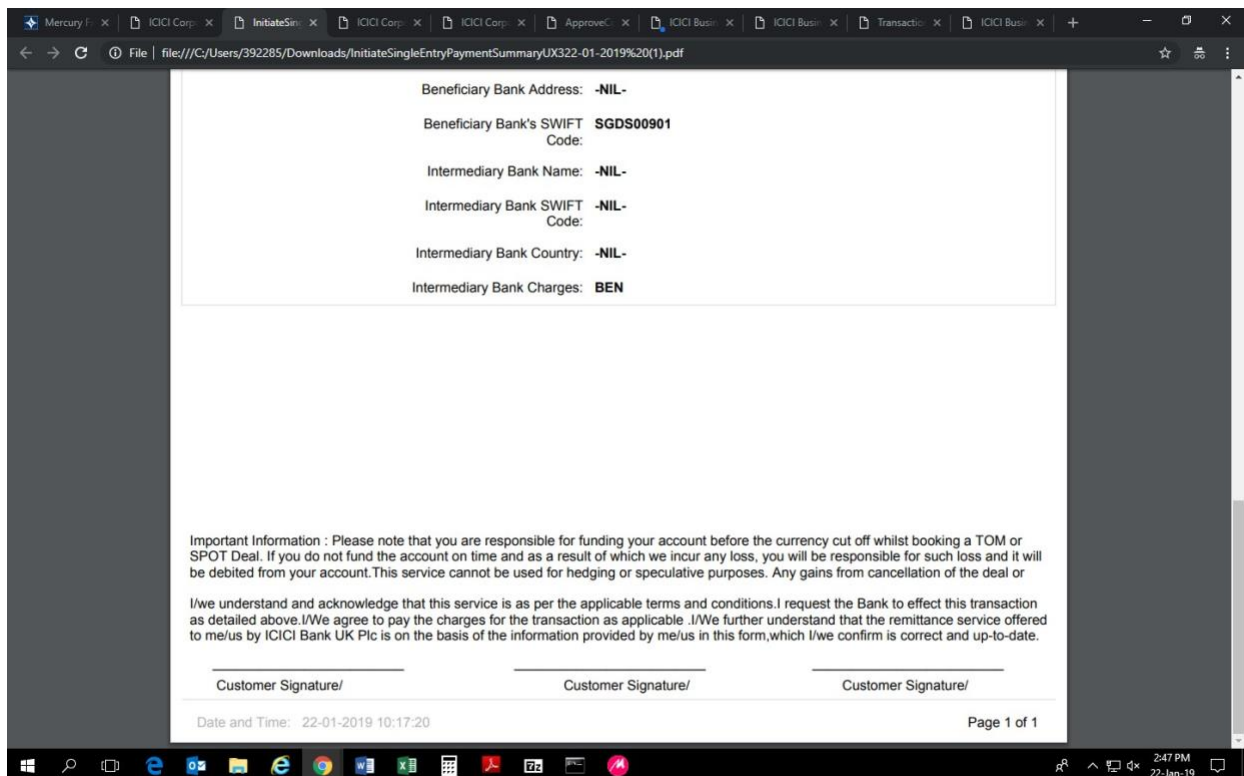 Mercury F
ICICI Corp
InitiateSing
ICICI Corp
ICICI Corp
ApproveC
ICICI Busin
ICICI Busin
Transactio
ICICI Busin
File | file:///C:/Users/392285/Downloads/InitiateSingleEntryPaymentSummaryUX322-01-2019%20(1).pdf
Beneficiary Bank Address: -NIL-
Beneficiary Bank's SWIFT SGDS00901
Code:
Intermediary Bank Name: -NIL-
Intermediary Bank SWIFT -NIL-
Code:
Intermediary Bank Country: -NIL-
Intermediary Bank Charges: BEN
Important Information : Please note that you are responsible for funding your account before the currency cut off whilst booking a TOM or
SPOT Deal. If you do not fund the account on time and as a result of which we incur any loss, you will be responsible for such loss and it will
be debited from your account.This service cannot be used for hedging or speculative purposes. Any gains from cancellation of the deal or
I/we understand and acknowledge that this service is as per the applicable terms and conditions.I request the Bank to effect this transaction
as detailed above.I/We agree to pay the charges for the transaction as applicable .I/We further understand that the remittance service offered
to me/us by ICICI Bank UK Plc is on the basis of the information provided by me/us in this form,which I/we confirm is correct and up-to-date.
Customer Signature/ Customer Signature/ Customer Signature/
Date and Time: 22-01-2019 10:17:20 Page 1 of 1
2:47 PM
22-Jan-19